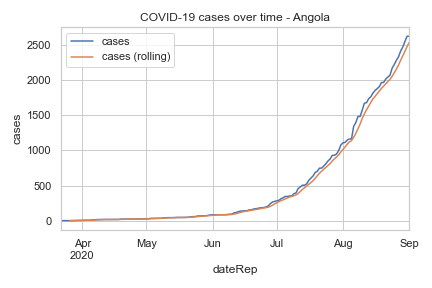 COVID-19 cases over time - Angola
cases
cases (rolling)
2500
2000
1500
1000
500
0
cases
Apr
2020
May
Jun
Jul
Aug
Sep
dateRep